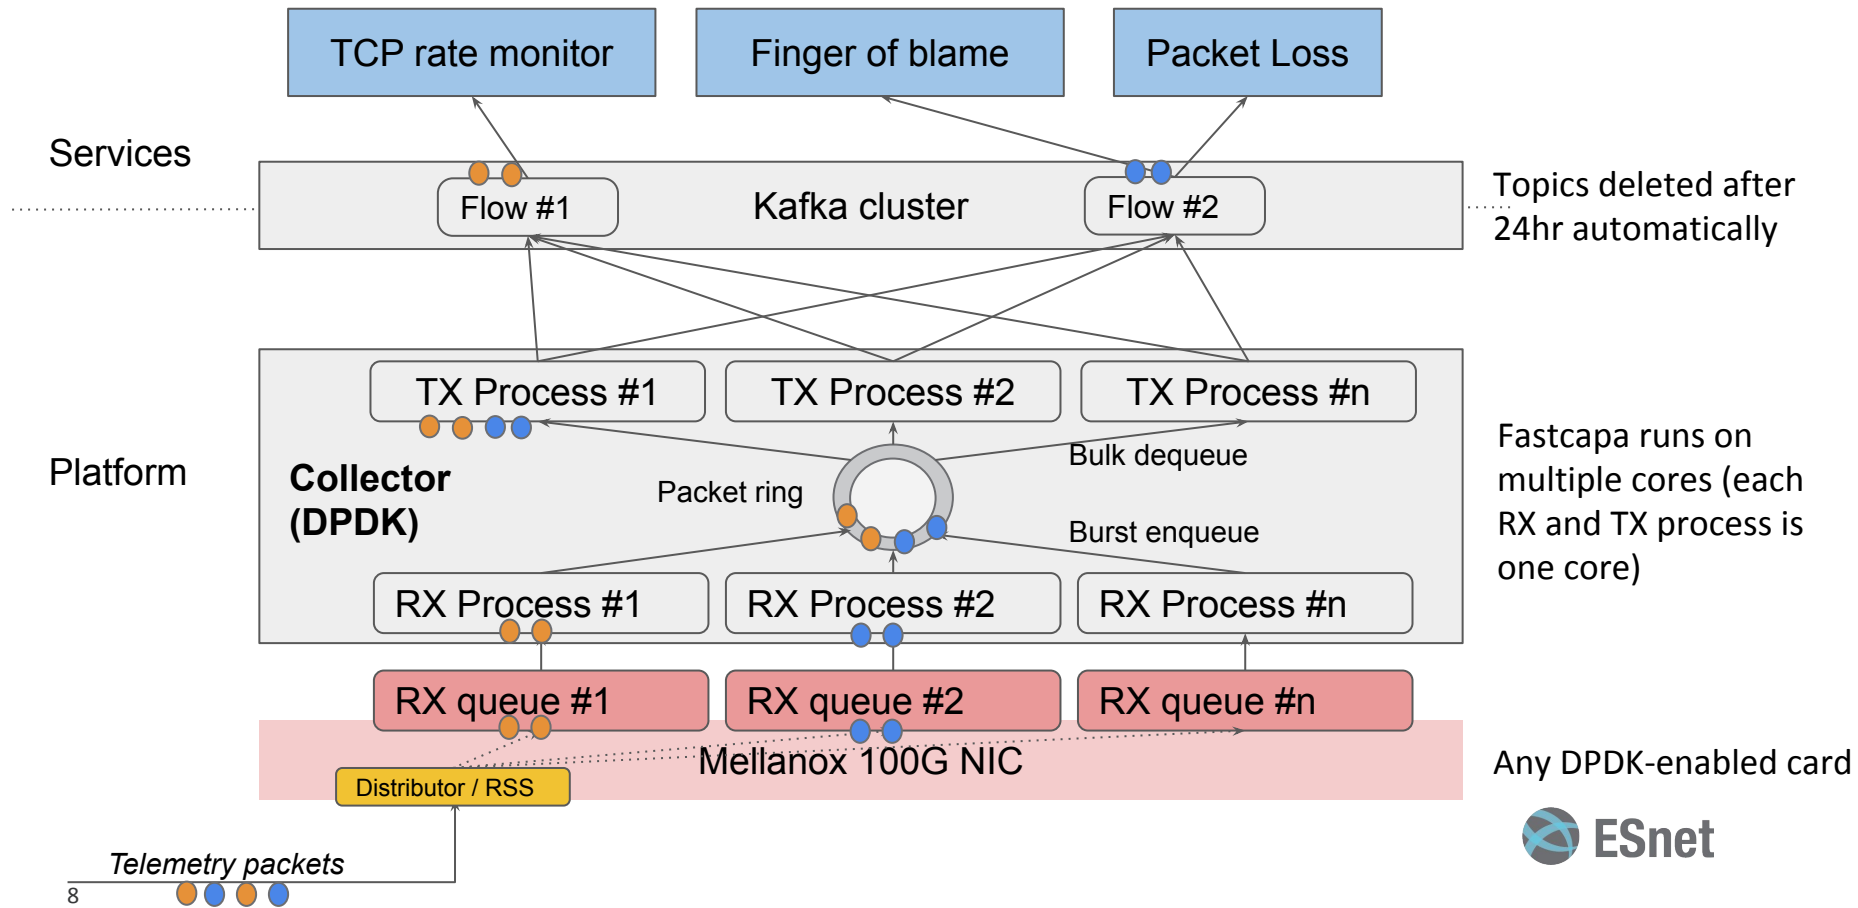 TCP rate monitor
Finger of blame
Packet Loss
Services
Flow #1
Kafka cluster
Flow #2
Topics deleted after
24hr automatically
TX Process #1
TX Process #2
TX Process #n
Platform
Collector
(DPDK)
Packet ring
Bulk dequeue
Burst enqueue
Fastcapa runs on
multiple cores (each
RX and TX process is
one core)
RX Process #1
RX Process #2
RX Process #n
RX queue #1
RX queue #2
RX queue #n
Mellanox 100G NIC
Any DPDK-enabled card
Distributor / RSS
ESnet
Telemetry packets
8